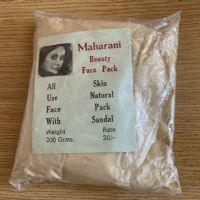 Maharani
Beauty
Face Pack
All Skin
Use Natural
Face Pack
With Sandal
Weight Rate
200 Grms. 20/-